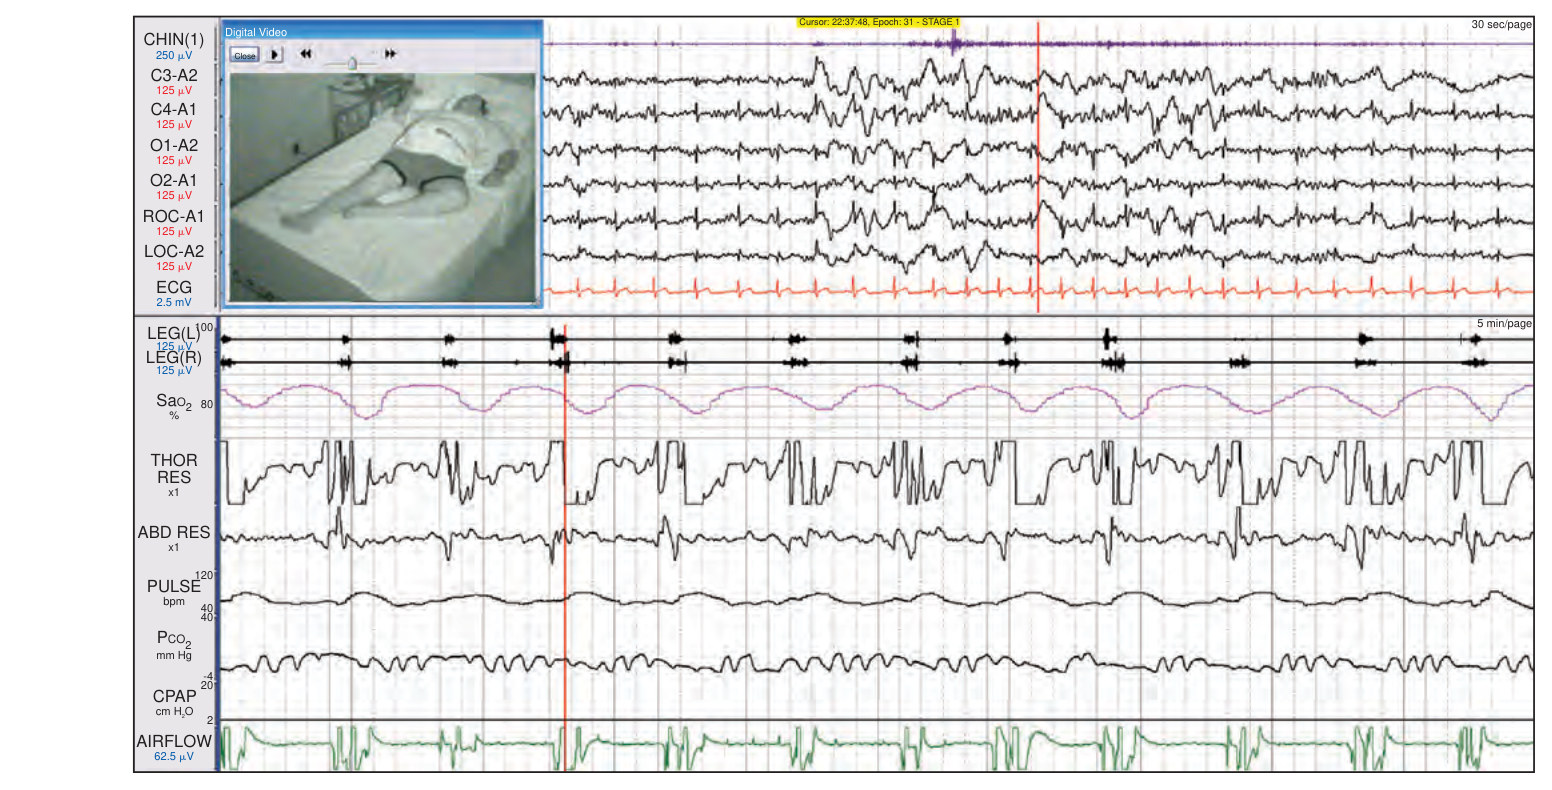 Cursor: 22:37:48, Epoch: 31 - STAGE 1
30 sec/page
Digital Video
Close
CHIN(1)
250 µV
C3-A2
125 µV
C4-A1
125 µV
O1-A2
125 µV
O2-A1
125 µV
ROC-A1
125 µV
LOC-A2
125 µV
ECG
2.5 mV
5 min/page
LEG(L)
125 µV
LEG(R)
125 µV
100
SaO2
%
80
THOR
RES
x1
ABD RES
x1
120
PULSE
bpm
40
40
PCO2
mm Hg
-4
20
CPAP
cm H2O
2
AIRFLOW
62.5 µV